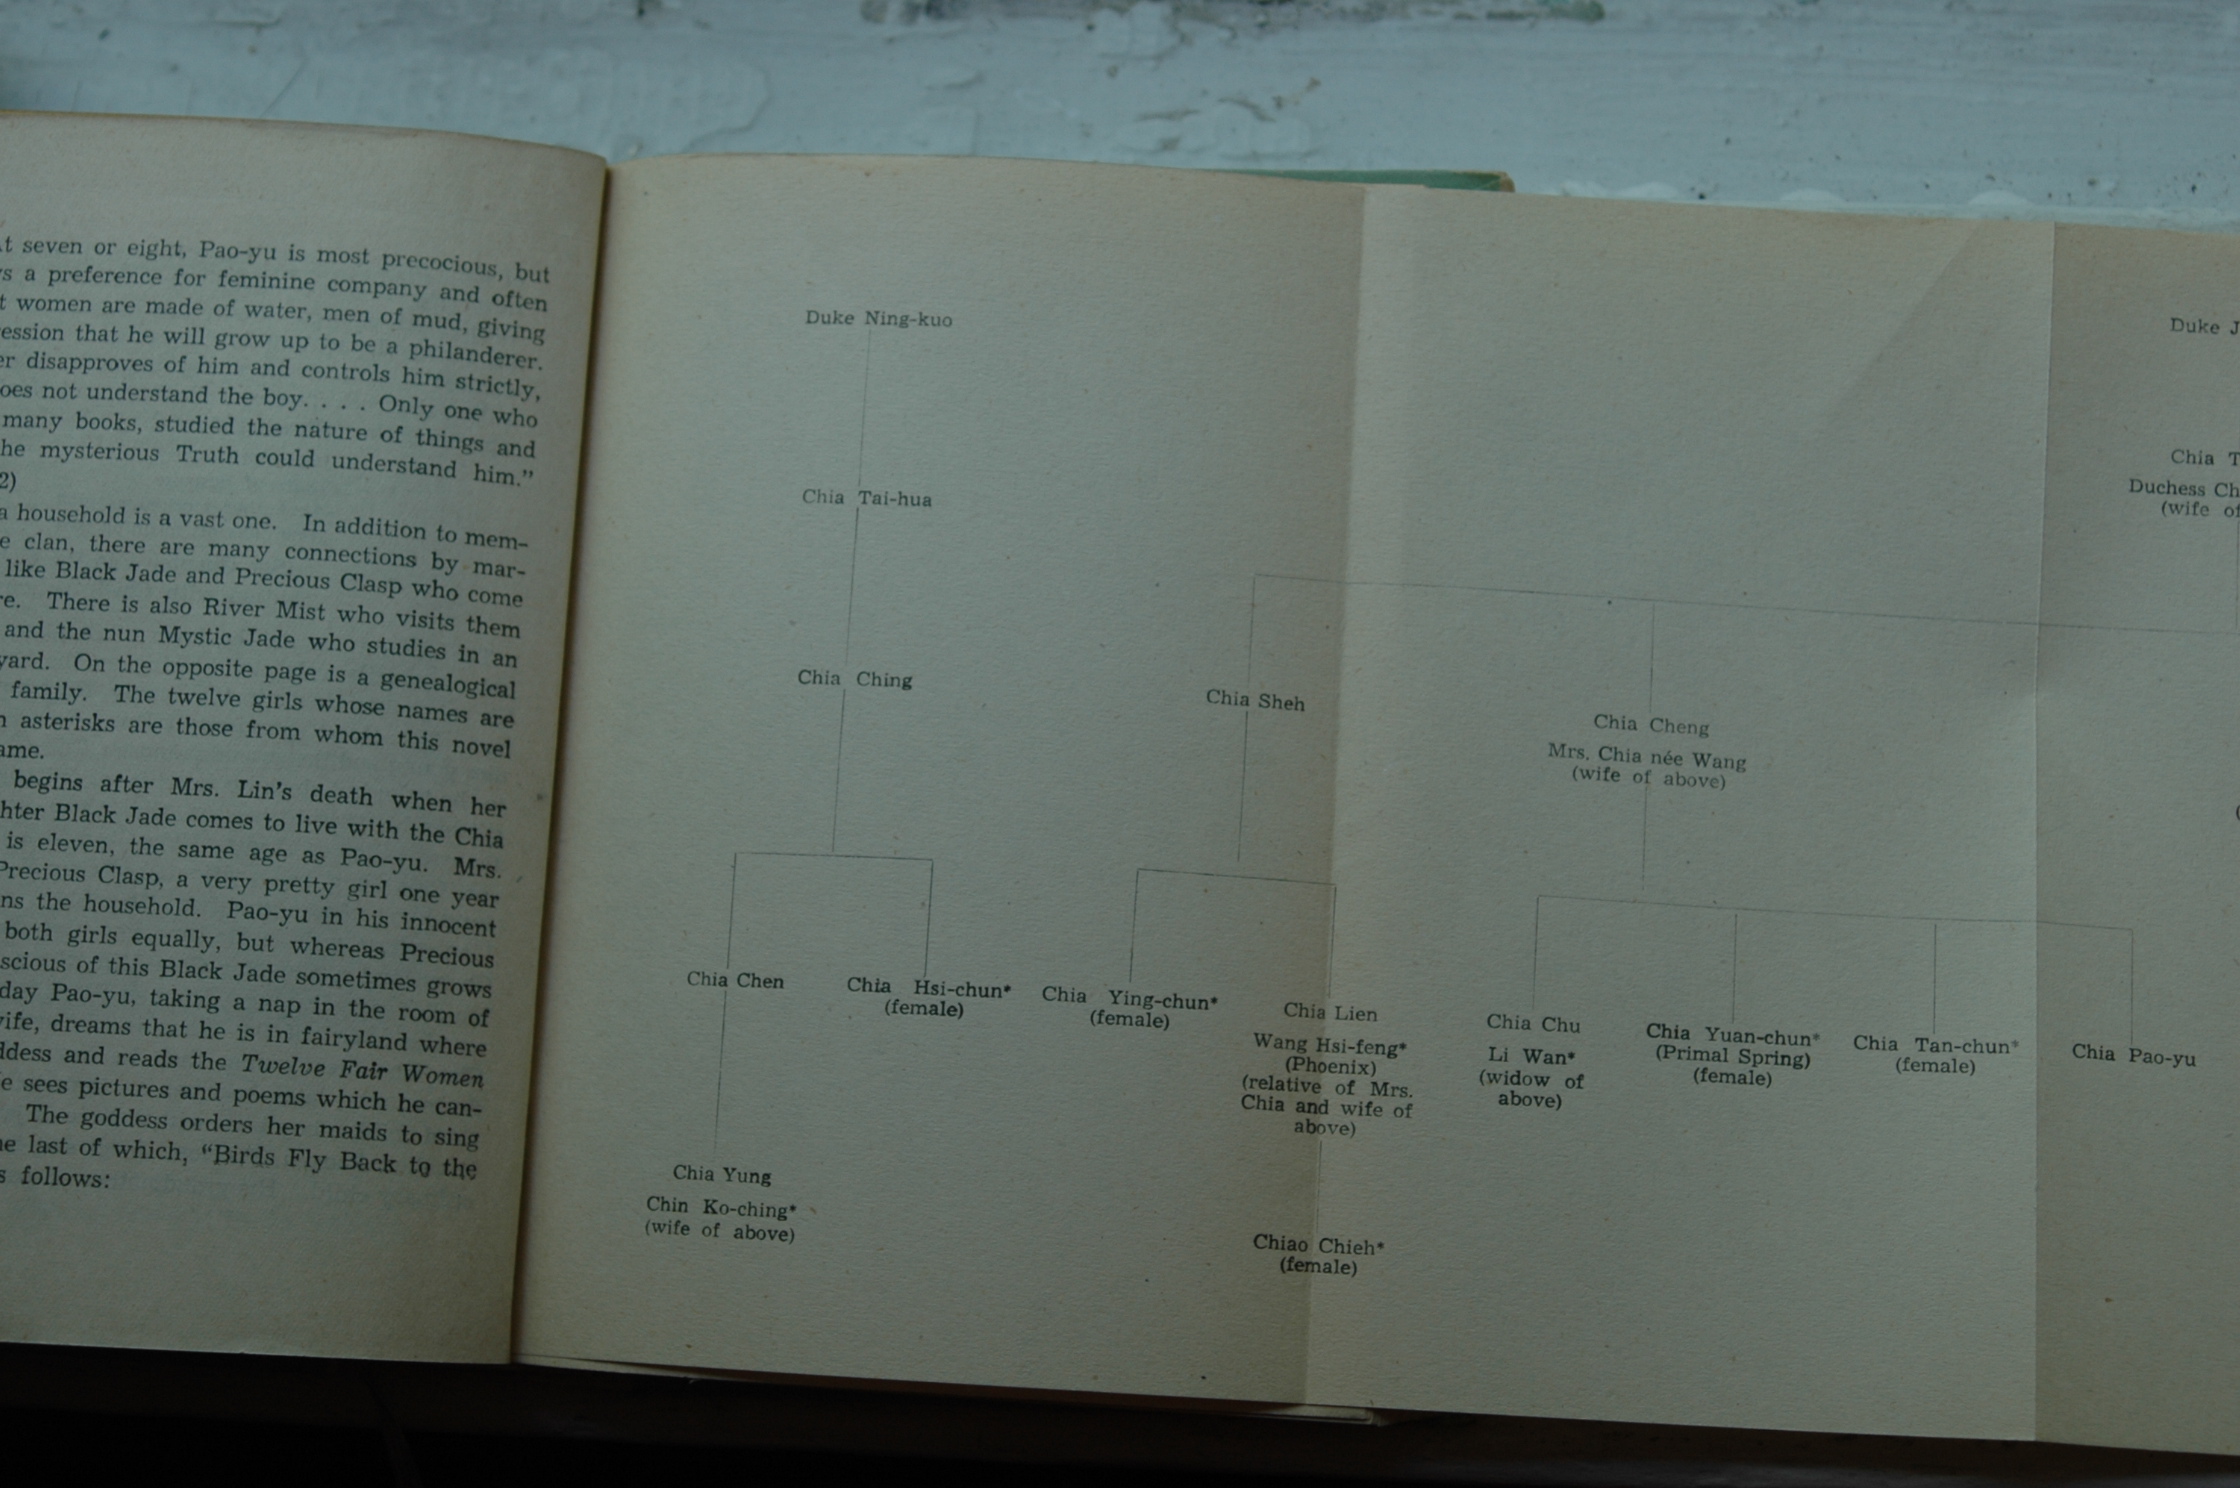 t seven or eight, Pao-yu is most precocious, but
s a preference for feminine company and often
t women are made of water, men of mud, giving
ession that he will grow up to be a philanderer.
er disapproves of him and controls him strictly,
oes not understand the boy. . . . Only one who
many books, studied the nature of things and
he mysterious Truth could understand him.”
2)
a household is a vast one. In addition to mem-
e clan, there are many connections by mar-
like Black Jade and Precious Clasp who come
re. There is also River Mist who visits them
and the nun Mystic Jade who studies in an
yard. On the opposite page is a genealogical
family. The twelve girls whose names are
n asterisks are those from whom this novel
ame.
begins after Mrs. Lin’s death when her
hter Black Jade comes to live with the Chia
is eleven, the same age as Pao-yu. Mrs.
Precious Clasp, a very pretty girl one year
ns the household. Pao-yu in his innocent
both girls equally, but whereas Precious
scious of this Black Jade sometimes grows
day Pao-yu, taking a nap in the room of
vife, dreams that he is in fairyland where
ddess and reads the Twelve Fair Women
e sees pictures and poems which he can-
The goddess orders her maids to sing
ne last of which, “Birds Fly Back to the
s follows:
Duke Ning-kuo
Duke J
Chia Tai-hua
Chia T
Duchess Ch
(wife of
Chia Ching
Chia Sheh
Chia Cheng
Mrs. Chia née Wang
(wife of above)
(
Chia Chen
Chia Hsi-chun*
(female)
Chia Ying-chun*
(female)
Chia Lien
Wang Hsi-feng*
(Phoenix)
(relative of Mrs.
Chia and wife of
above)
Chia Chu
Li Wan*
(widow of
above)
Chia Yuan-chun*
(Primal Spring)
(female)
Chia Tan-chun*
(female)
Chia Pao-yu
Chia Yung
Chin Ko-ching*
(wife of above)
Chiao Chieh*
(female)